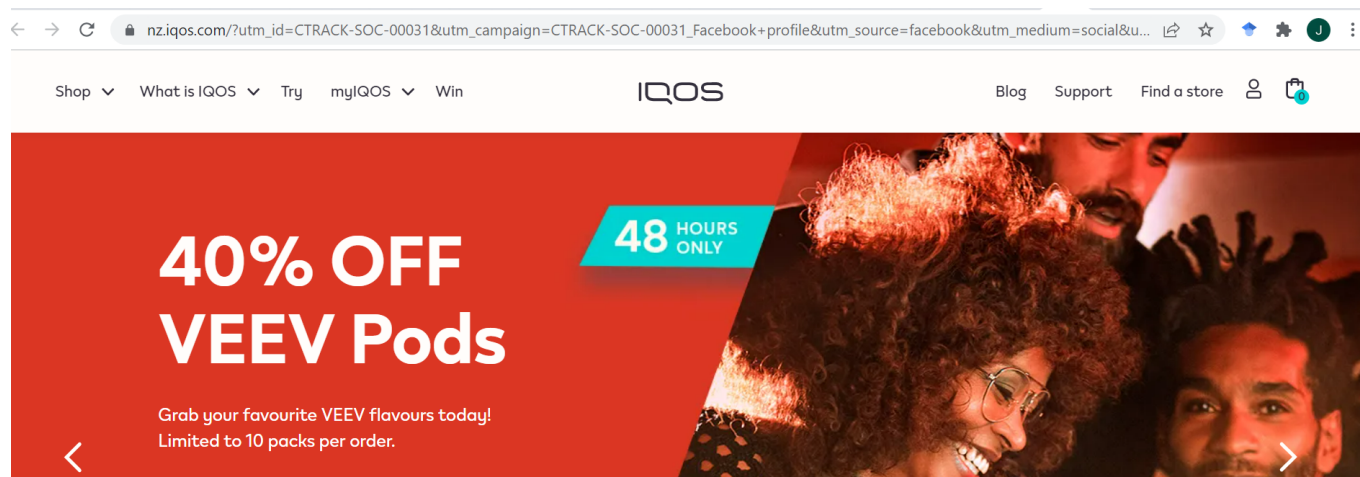 nz.iqos.com/?utm_id=CTRACK-SOC-00031&utm_campaign=CTRACK-SOC-00031_Facebook+profile&utm_source=facebook&utm_medium=social&u...
J
Shop What is IQOS Try myIQOS Win IQOS Blog Support Find a store 0
48 HOURS
ONLY
40% OFF
VEEV Pods
Grab your favourite VEEV flavours today!
Limited to 10 packs per order.